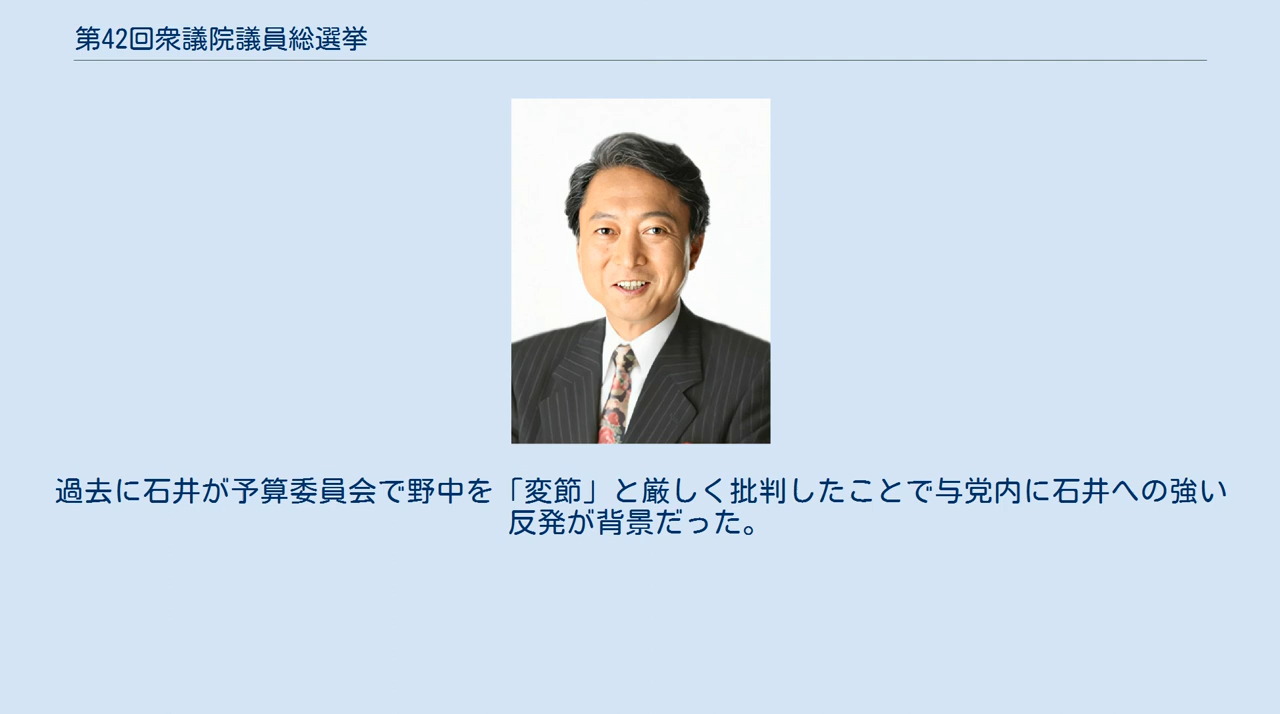 第42回衆議院議員総選挙
過去に石井が予算委員会で野中を「変節」と厳しく批判したことで与党内に石井への強い
反発が背景だった。